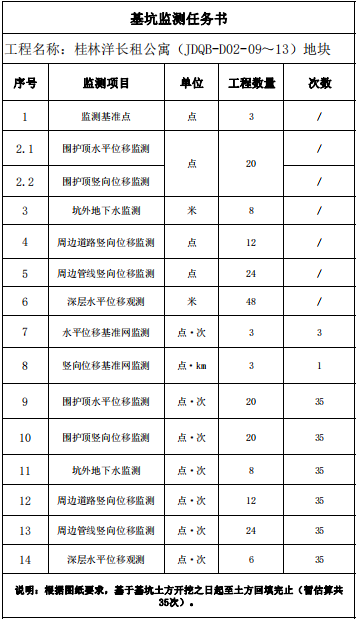 基坑监测任务书
工程名称：桂林洋长租公寓（JDQB-D02-09～13）地块
序号 监测项目 单位 工程数量 次数
1 监测基准点 点 3 /
2.1 围护顶水平位移监测 点 20 /
2.2 围护顶竖向位移监测 /
3 坑外地下水监测 米 8 /
4 周边道路竖向位移监测 点 12 /
5 周边管线竖向位移监测 点 24 /
6 深层水平位移观测 米 48 /
7 水平位移基准网监测 点·次 3 3
8 竖向位移基准网监测 点·km 3 1
9 围护顶水平位移监测 点·次 20 35
10 围护顶竖向位移监测 点·次 20 35
11 坑外地下水监测 点·次 8 35
12 周边道路竖向位移监测 点·次 12 35
13 周边管线竖向位移监测 点·次 24 35
14 深层水平位移观测 点·次 6 35
说明：根据图纸要求，基于基坑土方开挖之日起至土方回填完止（暂估算共
35次）。